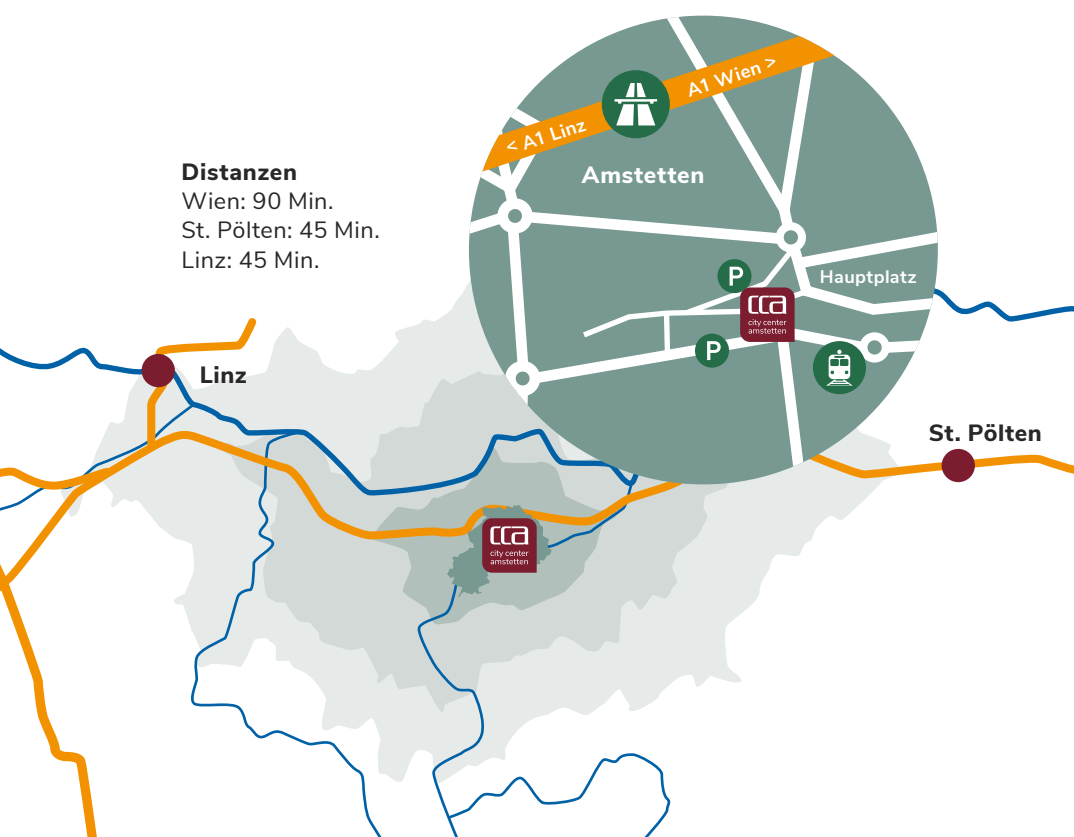 Distanzen
Wien: 90 Min.
St. Pölten: 45 Min.
Linz: 45 Min.
< A1 Linz
A1 Wien >
Amstetten
P
Hauptplatz
cca
city center
amstetten
P
Linz
St. Pölten
cca
city center
amstetten